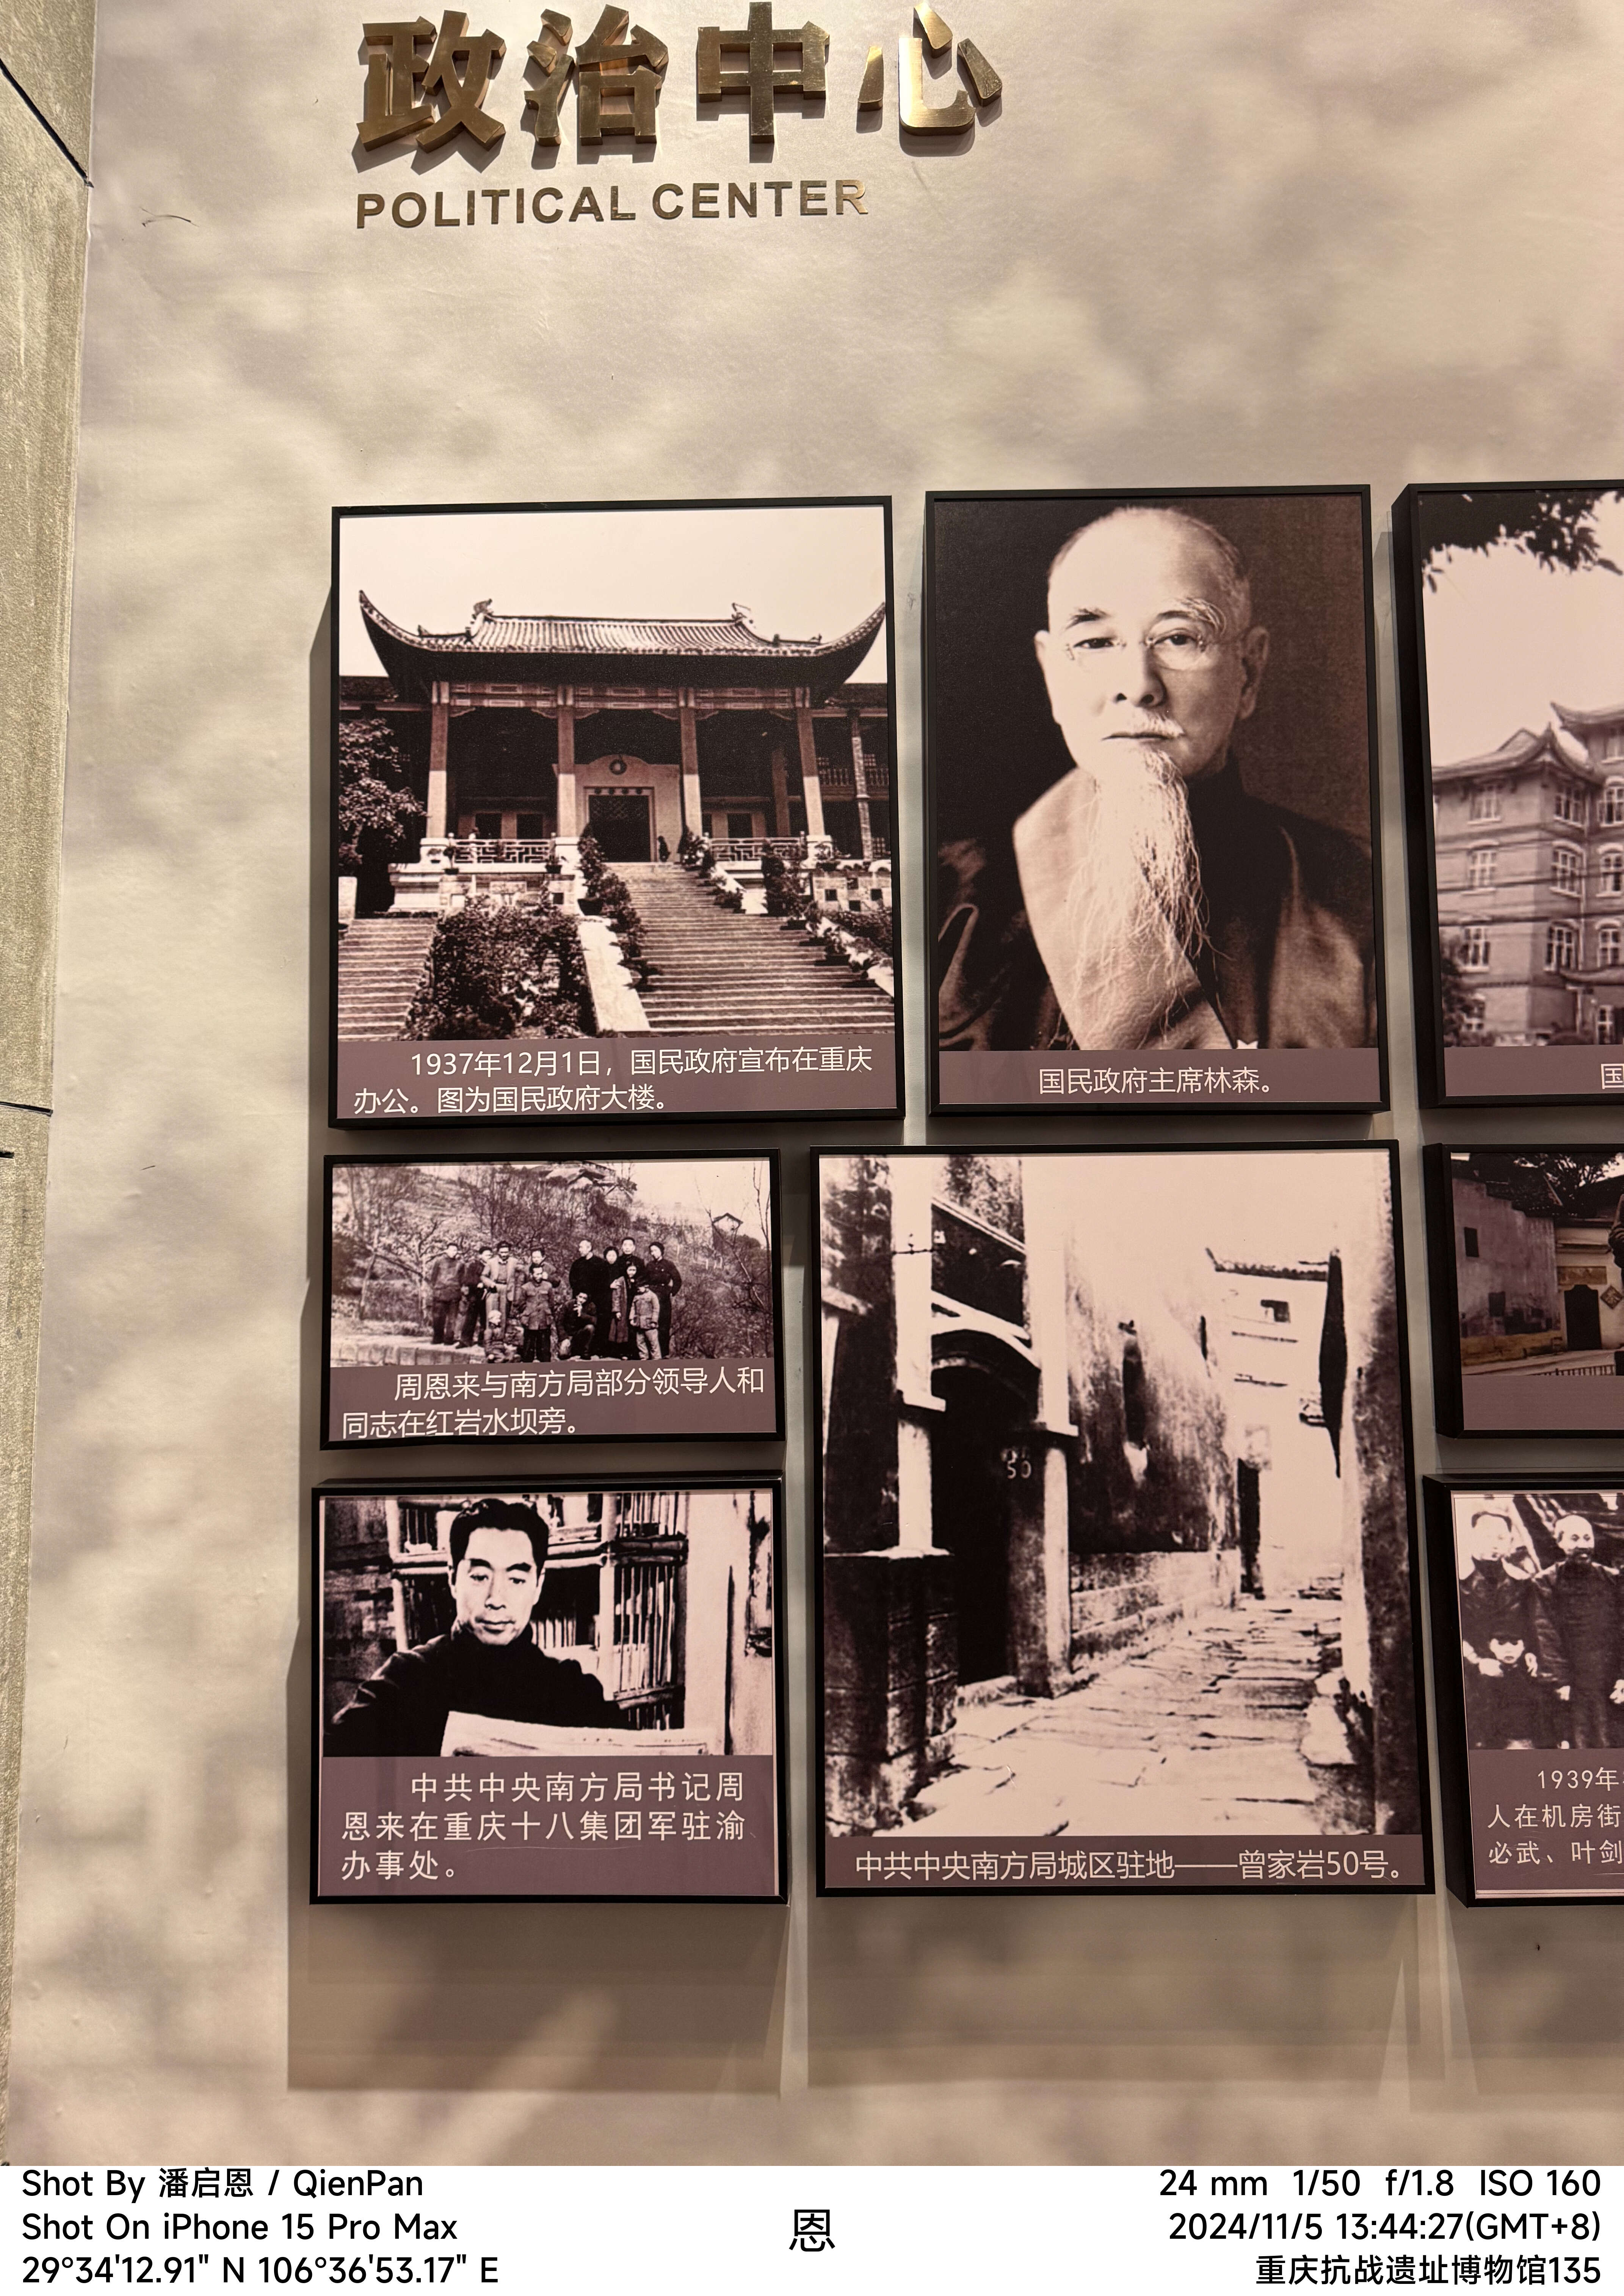 政治中心
POLITICAL CENTER
1937年12月1日，国民政府宣布在重庆
办公。图为国民政府大楼。
国民政府主席林森。
国
周恩来与南方局部分领导人和
同志在红岩水坝旁。
50
中共中央南方局书记周
恩来在重庆十八集团军驻渝
办事处。
中共中央南方局城区驻地——曾家岩50号。
1939年
人在机房街
必武、叶剑
Shot By 潘启恩 / QienPan
Shot On iPhone 15 Pro Max
29°34'12.91" N 106°36'53.17" E
恩
24 mm 1/50 f/1.8 ISO 160
2024/11/5 13:44:27(GMT+8)
重庆抗战遗址博物馆135